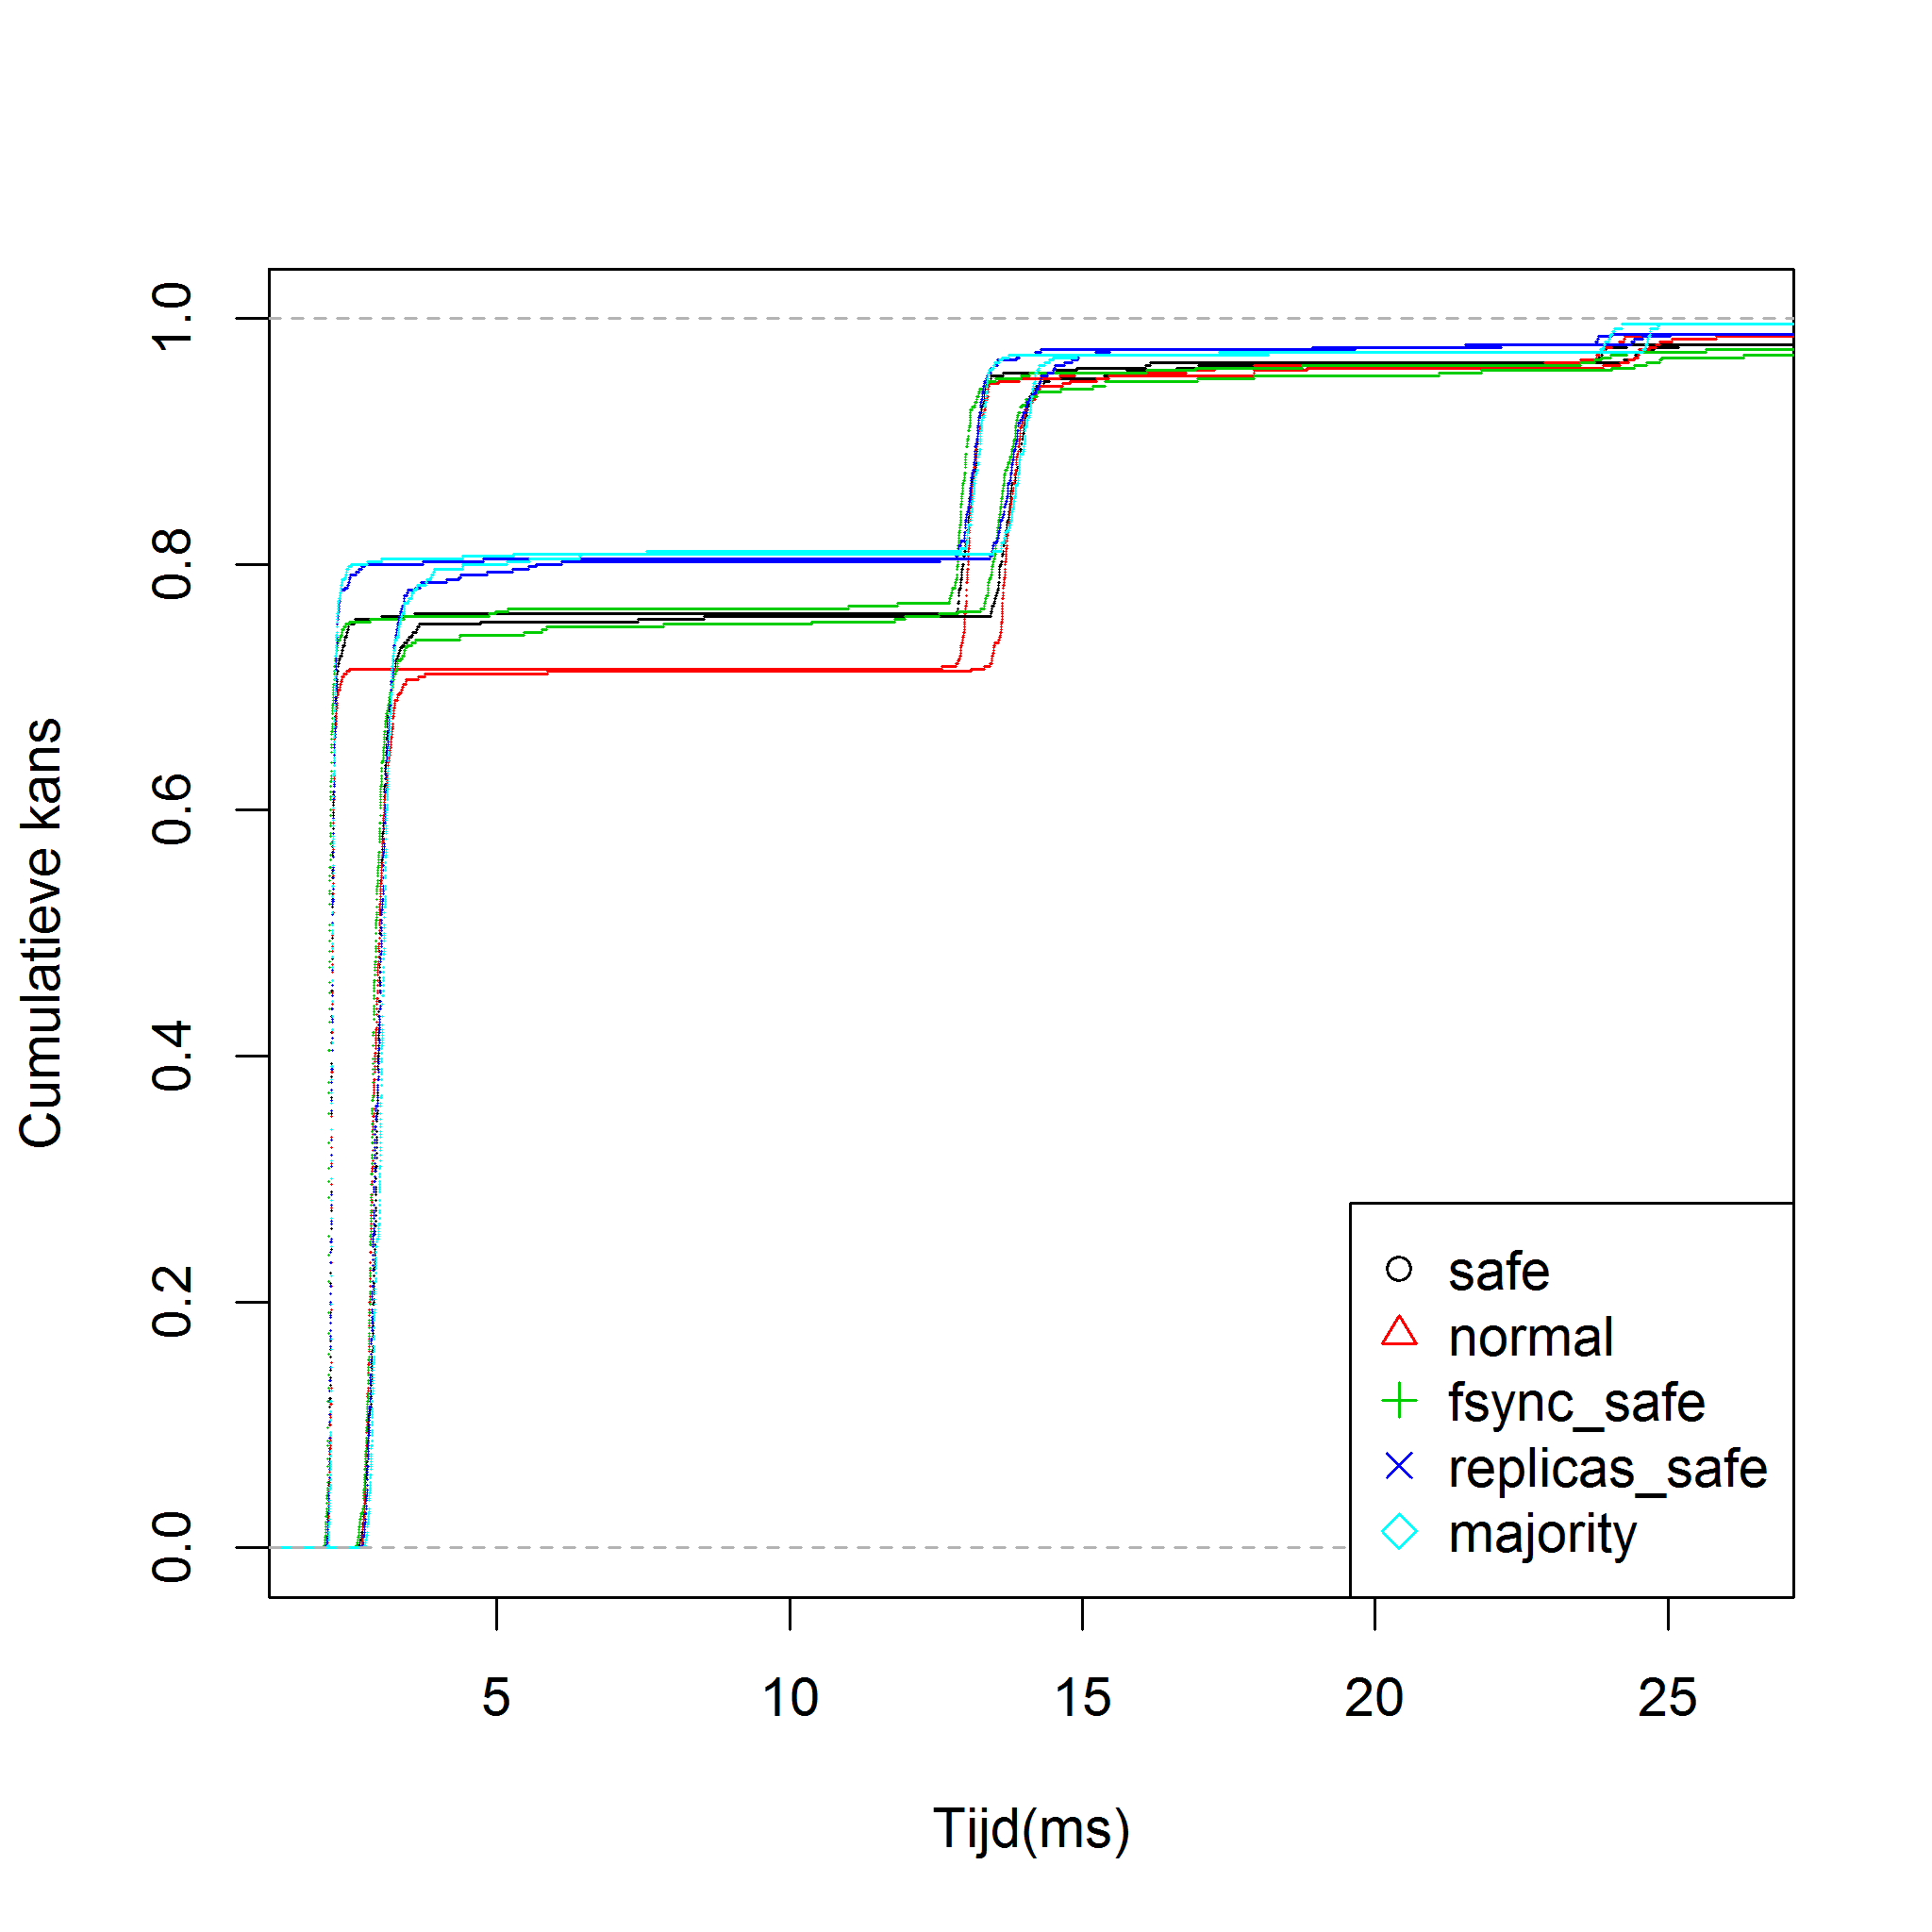 Cumulatieve kans
1.0
0.8
0.6
0.4
0.2
0.0
safe
normal
fsync_safe
replicas_safe
majority
5 10 15 20 25
Tijd(ms)